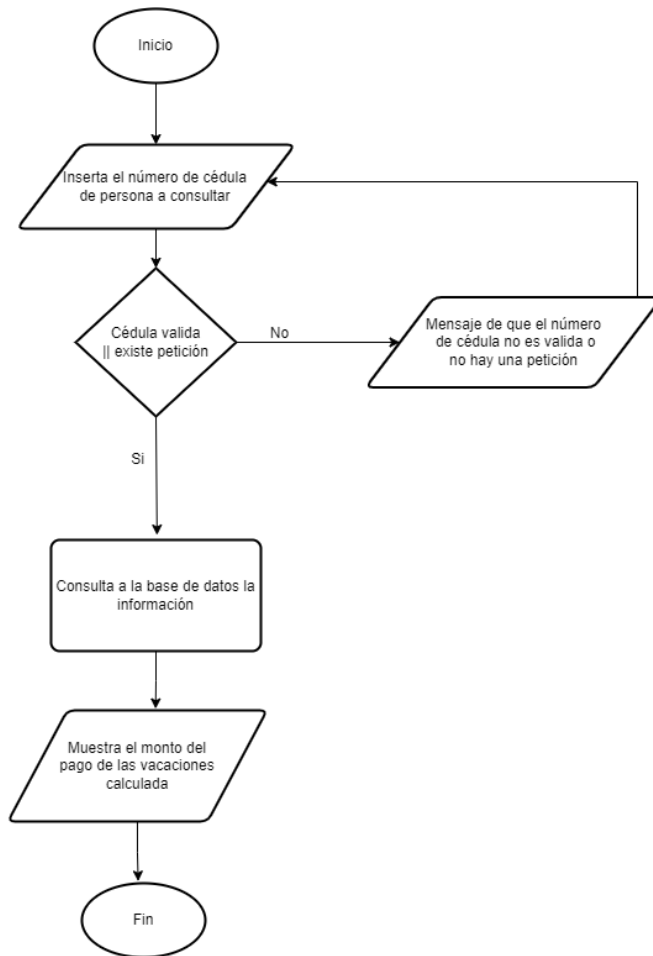 Inicio
Inserta el número de cédula
de persona a consultar
Cédula valida
|| existe petición
No
Mensaje de que el número
de cédula no es valida o
no hay una petición
Si
Consulta a la base de datos la
información
Muestra el monto del
pago de las vacaciones
calculada
Fin